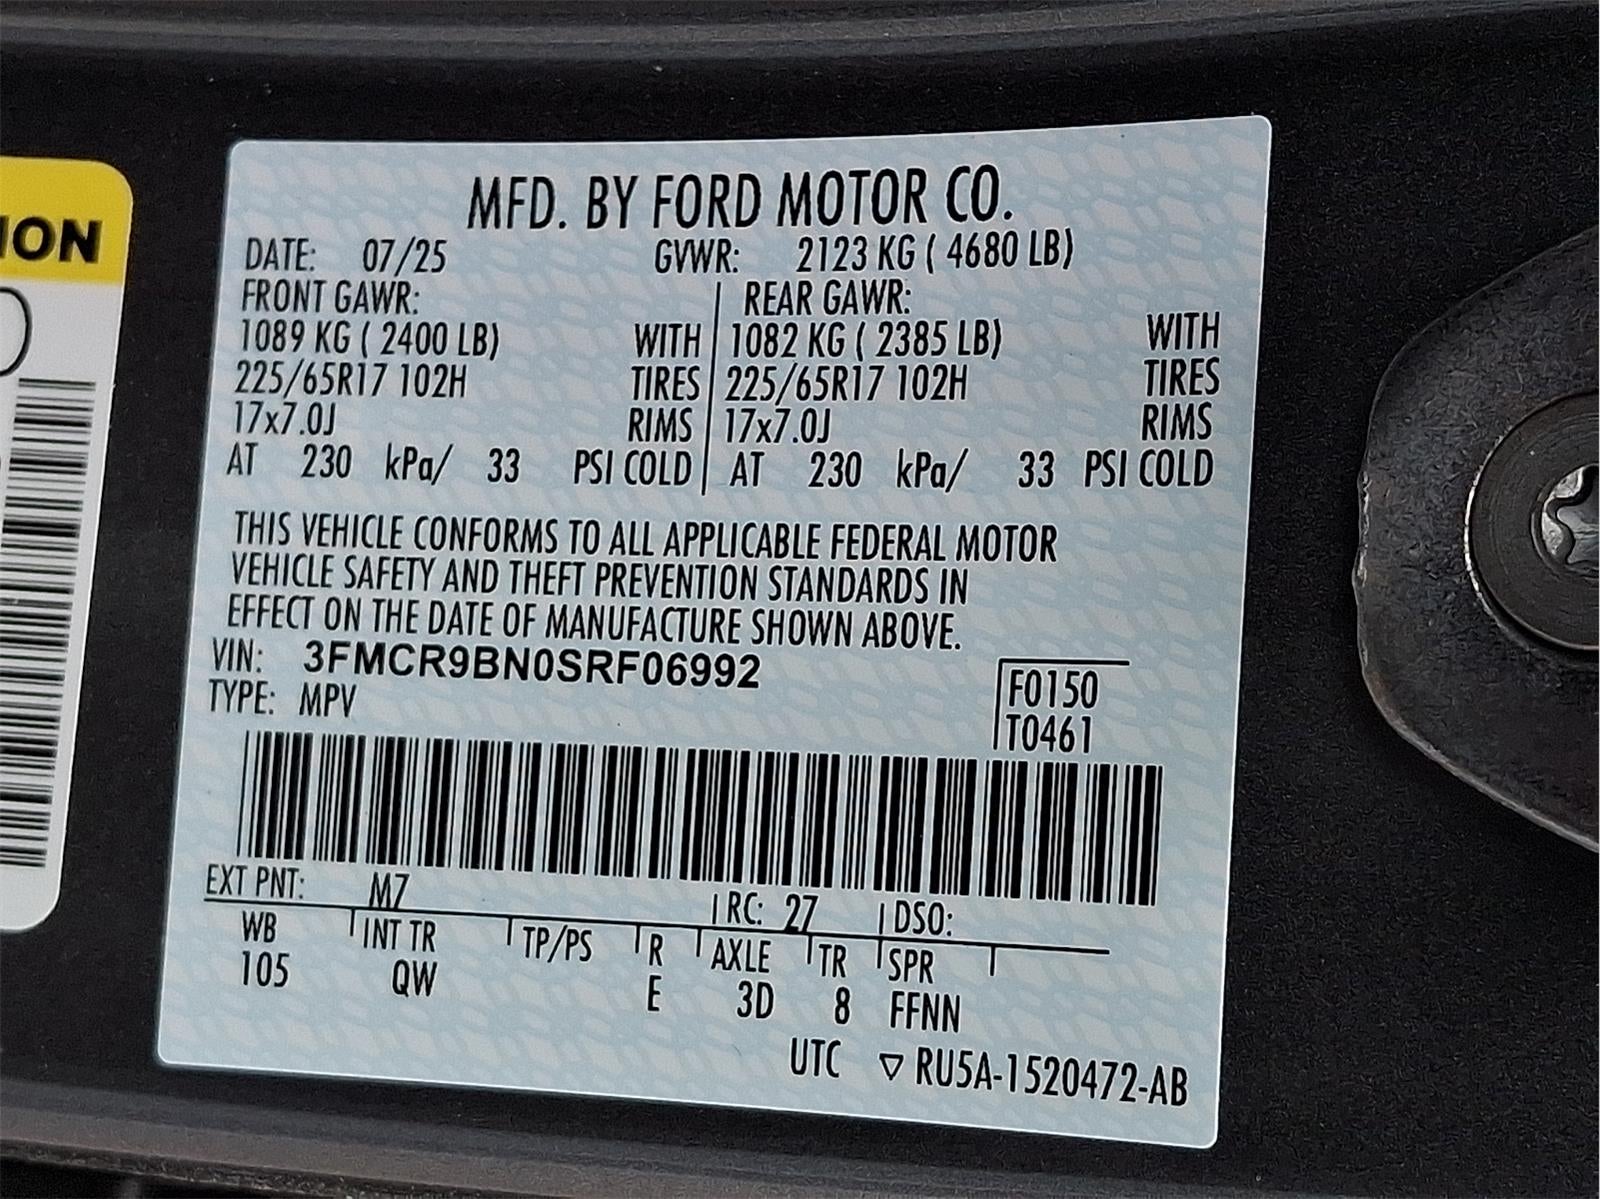 ION
MFD. BY FORD MOTOR CO.
DATE: 07/25 GVWR: 2123 KG ( 4680 LB)
FRONT GAWR: REAR GAWR:
1089 KG ( 2400 LB) WITH 1082 KG ( 2385 LB) WITH
225/65R17 102H TIRES 225/65R17 102H TIRES
17x7.0J RIMS 17x7.0J RIMS
AT 230 kPa/ 33 PSI COLD AT 230 kPa/ 33 PSI COLD
THIS VEHICLE CONFORMS TO ALL APPLICABLE FEDERAL MOTOR
VEHICLE SAFETY AND THEFT PREVENTION STANDARDS IN
EFFECT ON THE DATE OF MANUFACTURE SHOWN ABOVE.
VIN: 3FMCR9BN0SRF06992
F0150
TYPE: MPV
T0461
EXT PNT: M7 RC: 27 DSO:
WB INT TR TP/PS R AXLE TR SPR
105 QW E 3D 8 FFNN
UTC ▽ RU5A-1520472-AB